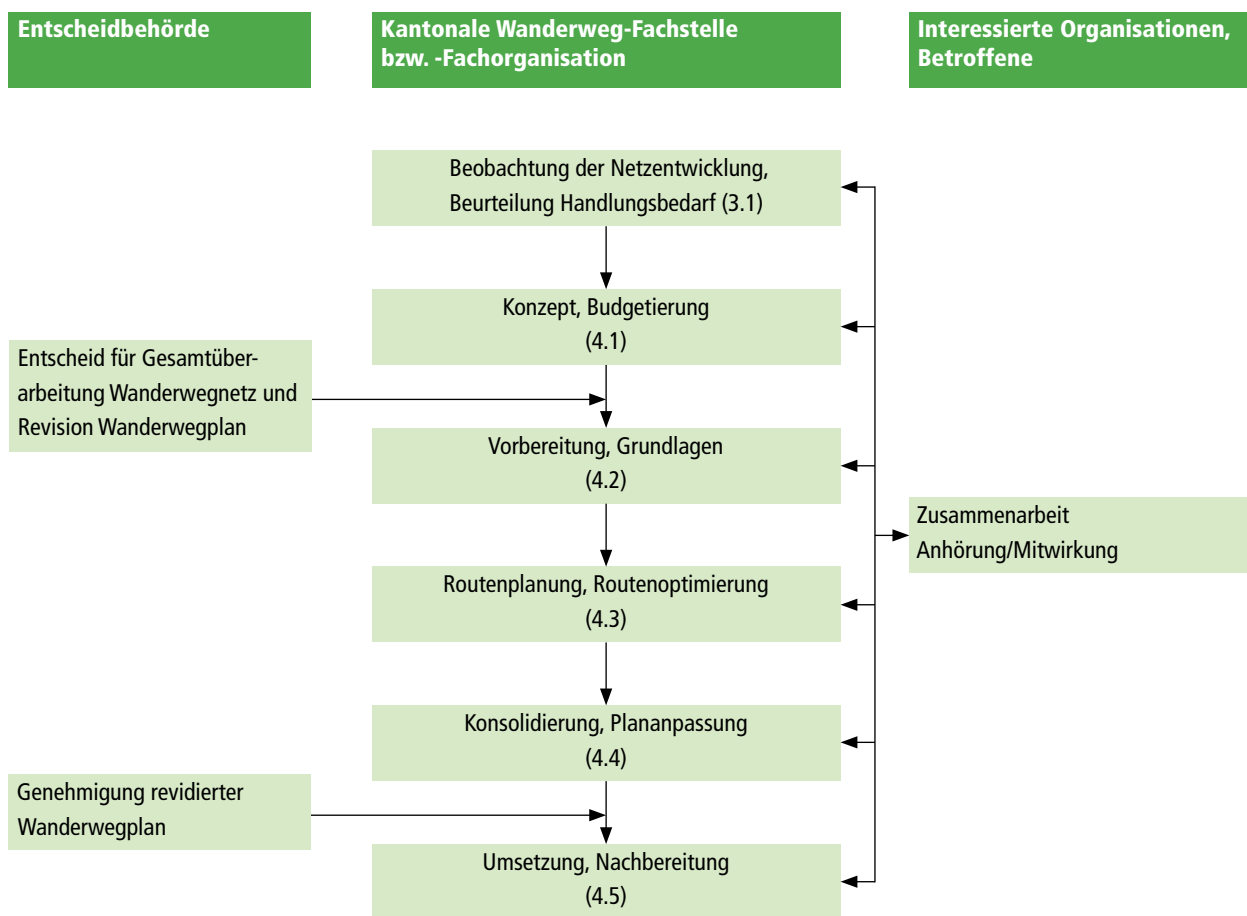 Entscheidbehörde
Kantonale Wanderweg-Fachstelle
bzw. -Fachorganisation
Interessierte Organisationen,
Betroffene
Beobachtung der Netzentwicklung,
Beurteilung Handlungsbedarf (3.1)
Konzept, Budgetierung
(4.1)
Entscheid für Gesamtüber-
arbeitung Wanderwegnetz und
Revision Wanderwegplan
Vorbereitung, Grundlagen
(4.2)
Zusammenarbeit
Anhörung/Mitwirkung
Routenplanung, Routenoptimierung
(4.3)
Konsolidierung, Plananpassung
(4.4)
Genehmigung revidierter
Wanderwegplan
Umsetzung, Nachbereitung
(4.5)